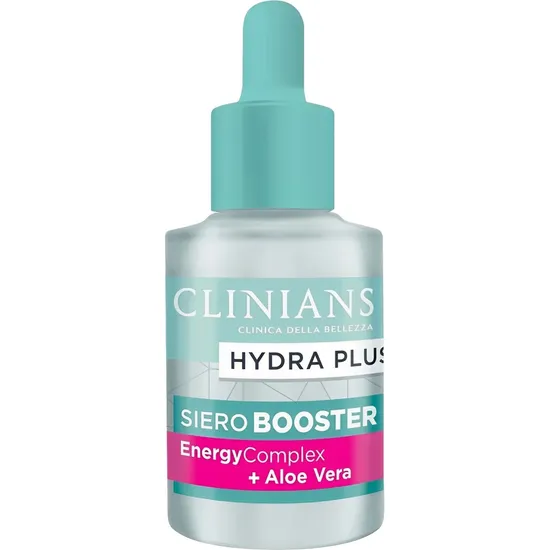 CLINIANS
CLINICA DELLA BELLEZZA
HYDRA PLUS
SIERO BOOSTER
EnergyComplex
+ Aloe Vera